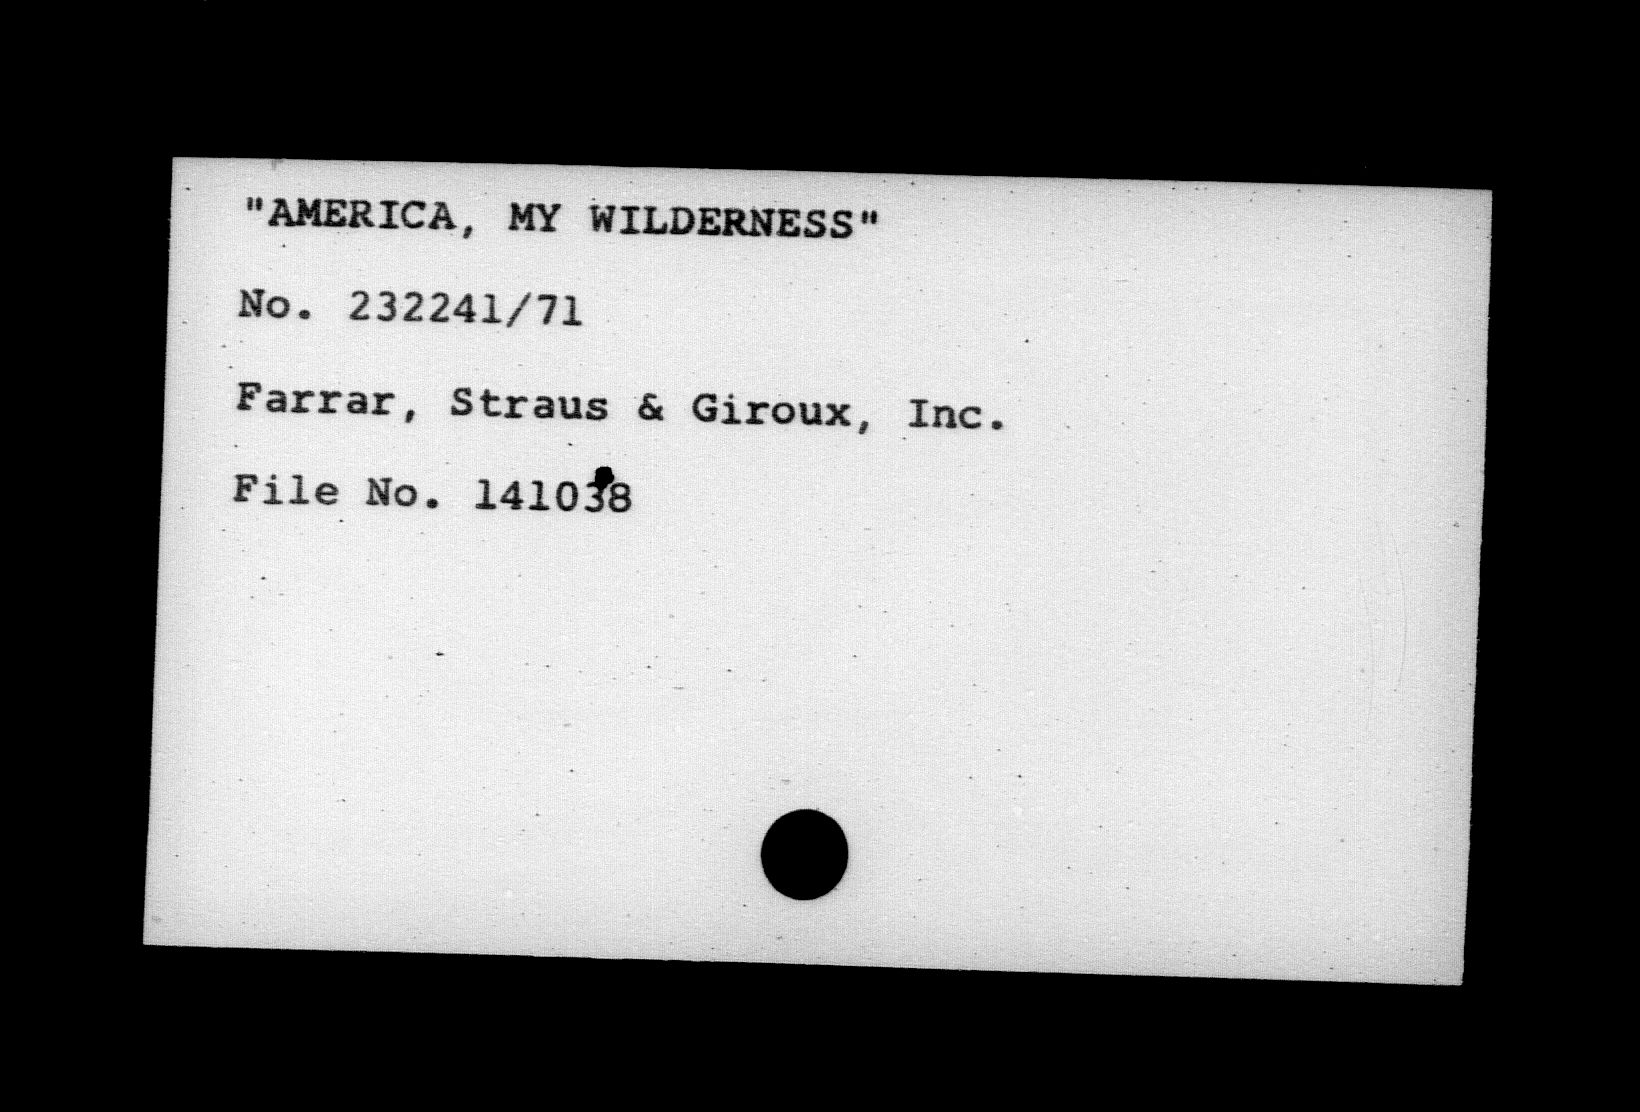 "AMERICA, MY WILDERNESS"
No. 232241/71
Farrar, Straus & Giroux, Inc.
File No. 141038